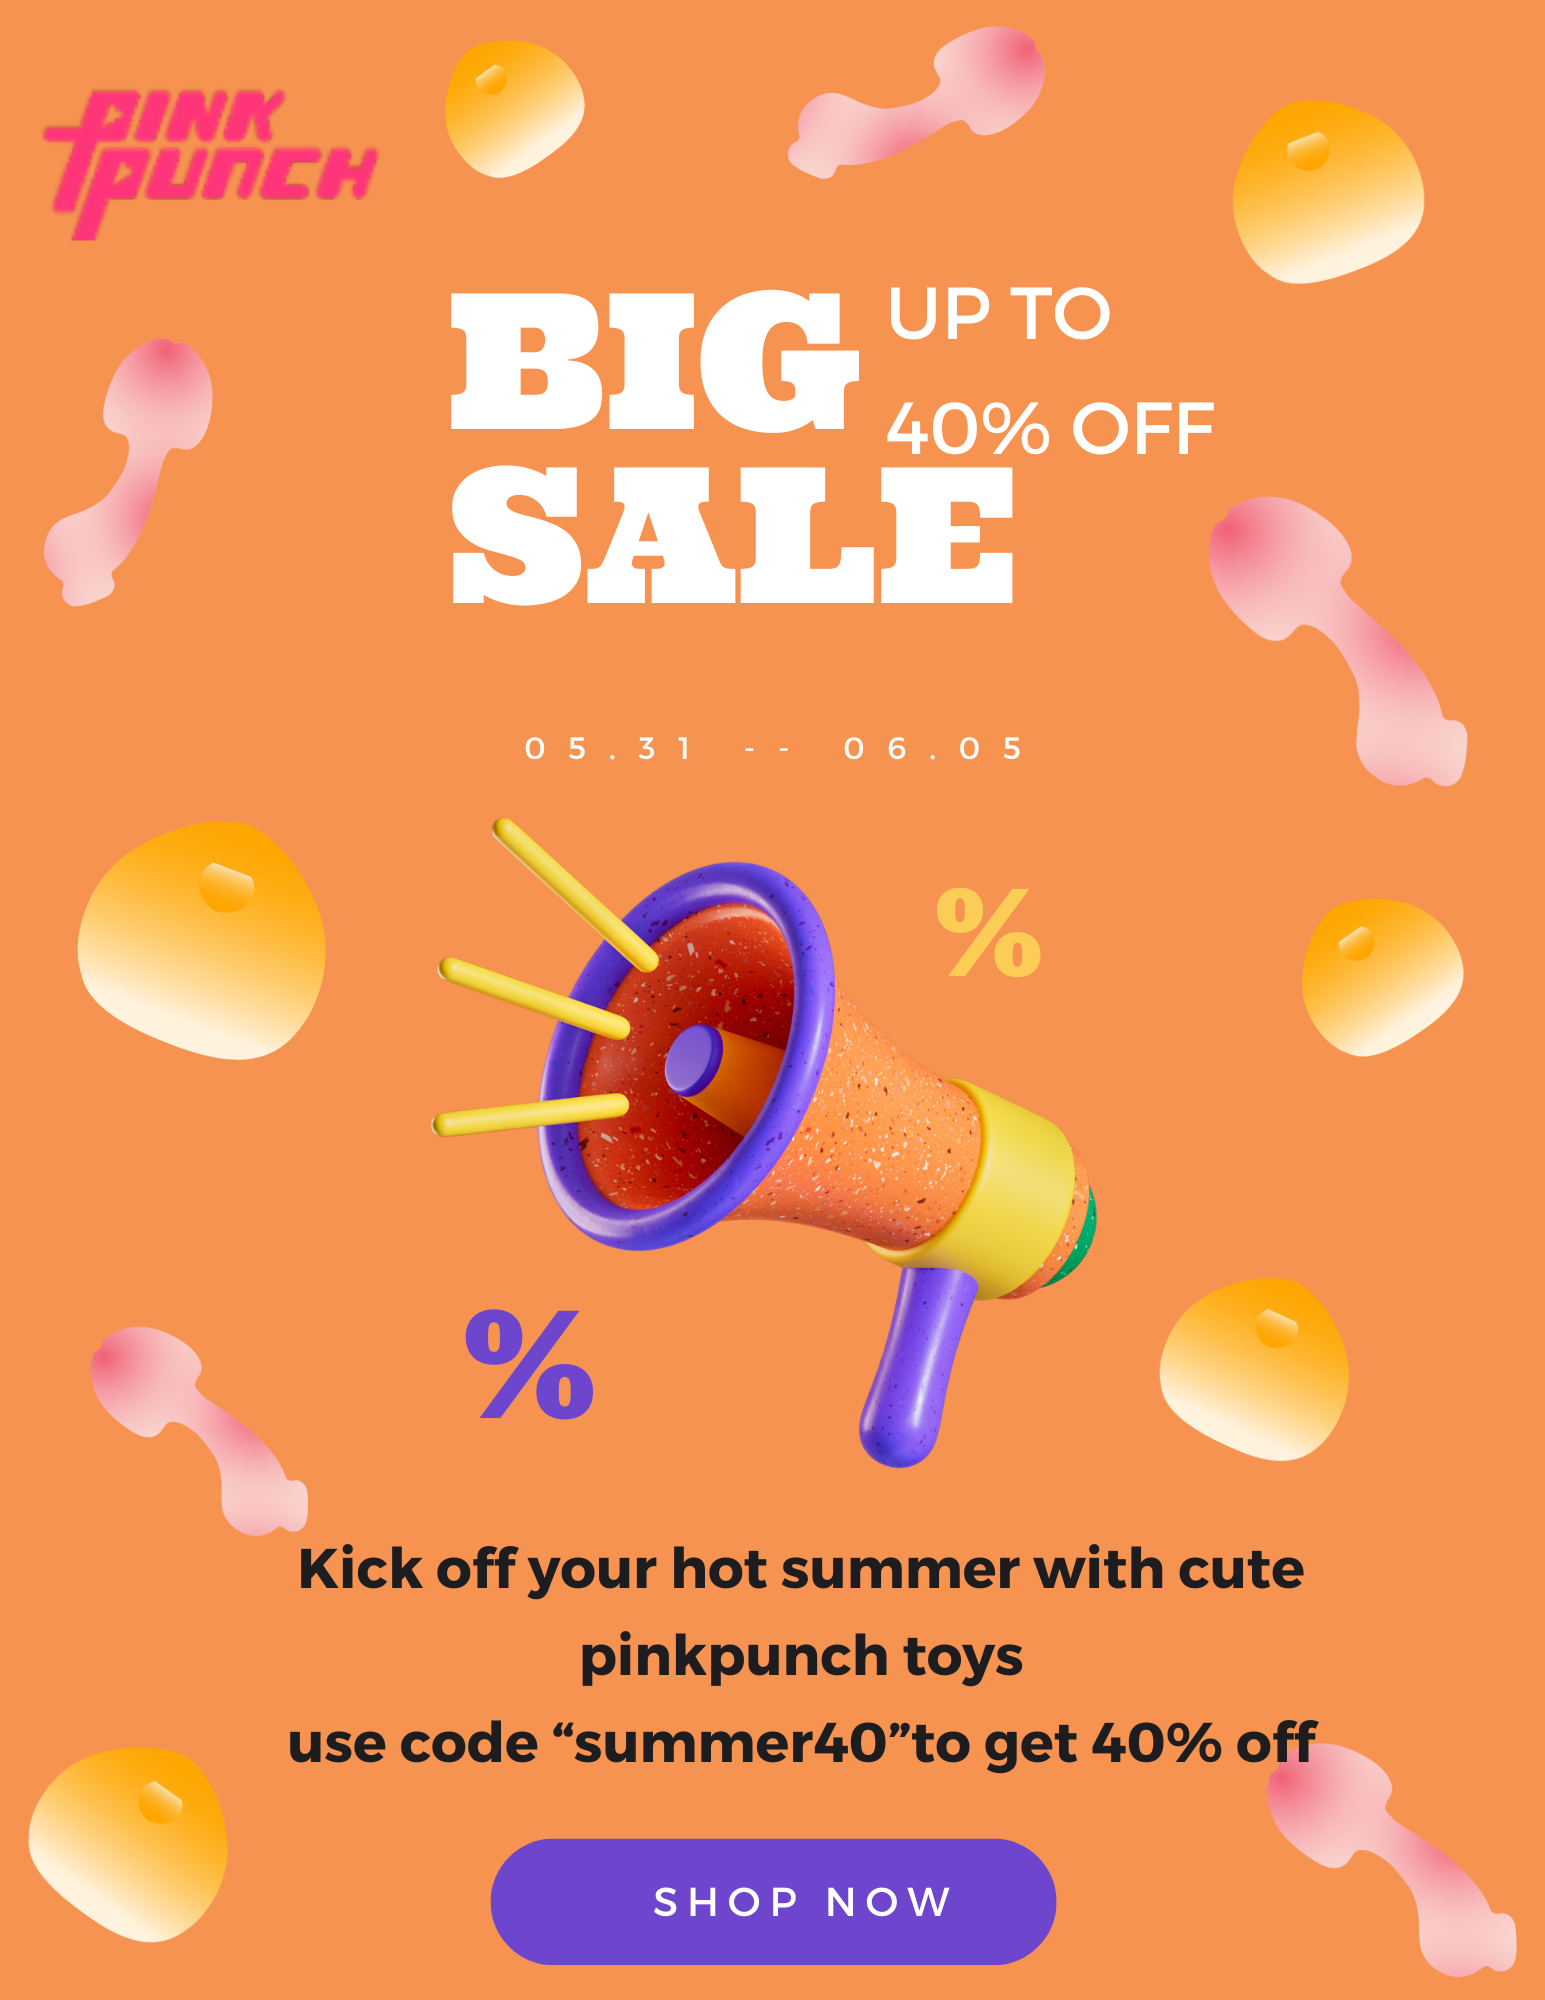 PINK
PUNCH
BIG
SALE
UP TO
40% OFF
05.31 -- 06.05
%
%
Kick off your hot summer with cute
pinkpunch toys
use code “summer40”to get 40% off
SHOP NOW